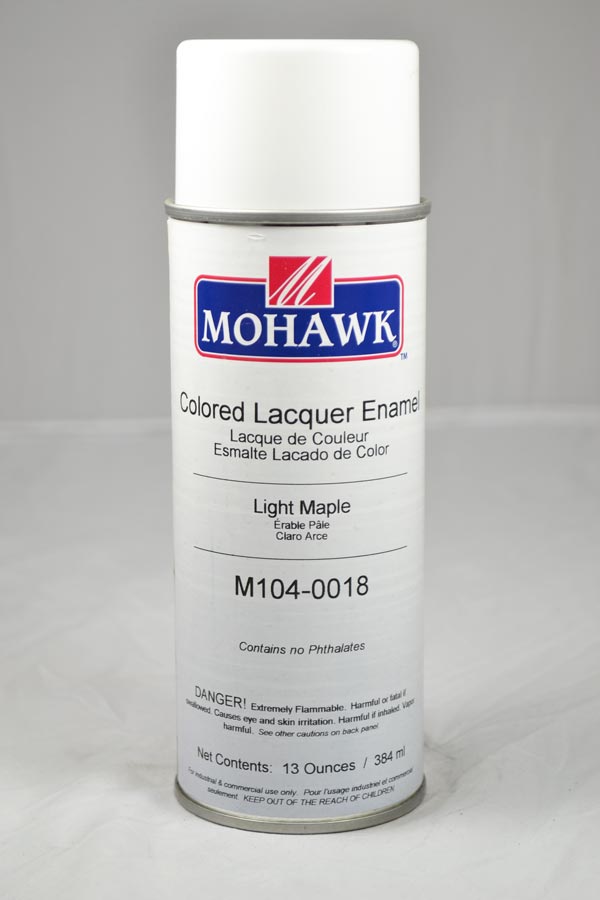 M
MOHAWK®
™
Colored Lacquer Enamel
Lacque de Couleur
Esmalte Lacado de Color
Light Maple
Érable Pâle
Claro Arce
M104-0018
Contains no Phthalates
DANGER! Extremely Flammable. Harmful or fatal if
swallowed. Causes eye and skin irritation. Harmful if inhaled. Vapor
harmful. See other cautions on back panel
Net Contents: 13 Ounces / 384 ml
For industrial & commercial use only. Pour l'usage industriel et commercial
seulement. KEEP OUT OF THE REACH OF CHILDREN.